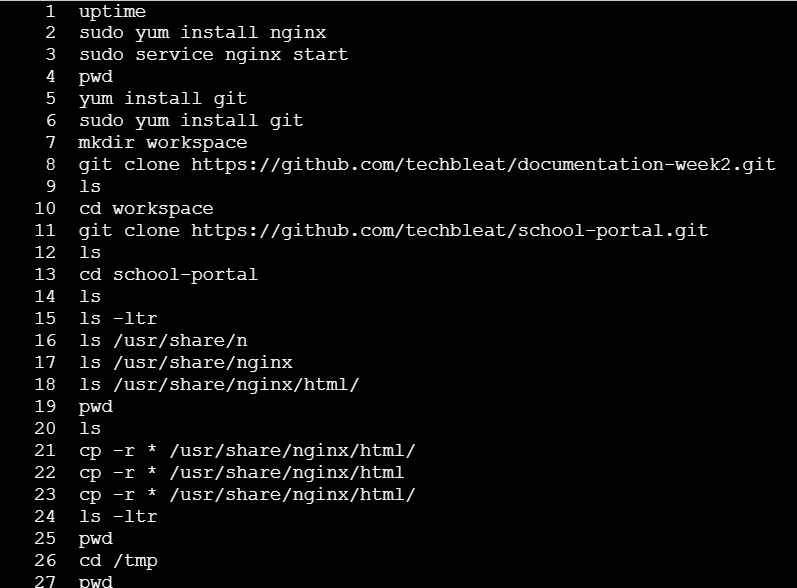 1 uptime
2 sudo yum install nginx
3 sudo service nginx start
4 pwd
5 yum install git
6 sudo yum install git
7 mkdir workspace
8 git clone https://github.com/techbleat/documentation-week2.git
9 ls
10 cd workspace
11 git clone https://github.com/techbleat/school-portal.git
12 ls
13 cd school-portal
14 ls
15 ls -ltr
16 ls /usr/share/n
17 ls /usr/share/nginx
18 ls /usr/share/nginx/html/
19 pwd
20 ls
21 cp -r * /usr/share/nginx/html/
22 cp -r * /usr/share/nginx/html
23 cp -r * /usr/share/nginx/html/
24 ls -ltr
25 pwd
26 cd /tmp
27 pwd